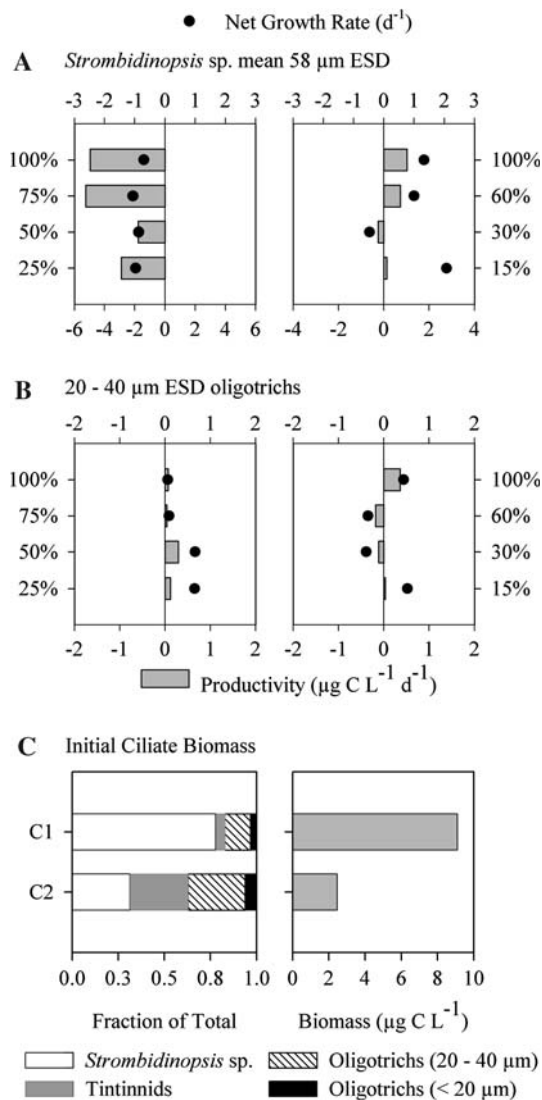 Net Growth Rate (d-1)
A Strombidinopsis sp. mean 58 µm ESD
-3 -2 -1 0 1 2 3 -3 -2 -1 0 1 2 3
100% 100%
75% 60%
50% 30%
25% 15%
-6 -4 -2 0 2 4 6 -4 -2 0 2 4
B 20 - 40 µm ESD oligotrichs
-2 -1 0 1 2 -2 -1 0 1 2
100% 100%
75% 60%
50% 30%
25% 15%
-2 -1 0 1 2 -2 -1 0 1 2
Productivity (µg C L-1 d-1)
C Initial Ciliate Biomass
C1
C2
0.0 0.3 0.5 0.8 1.0 0 2 4 6 8 10
Fraction of Total Biomass (µg C L-1)
Strombidinopsis sp. Oligotrichs (20 - 40 µm)
Tintinnids Oligotrichs (< 20 µm)